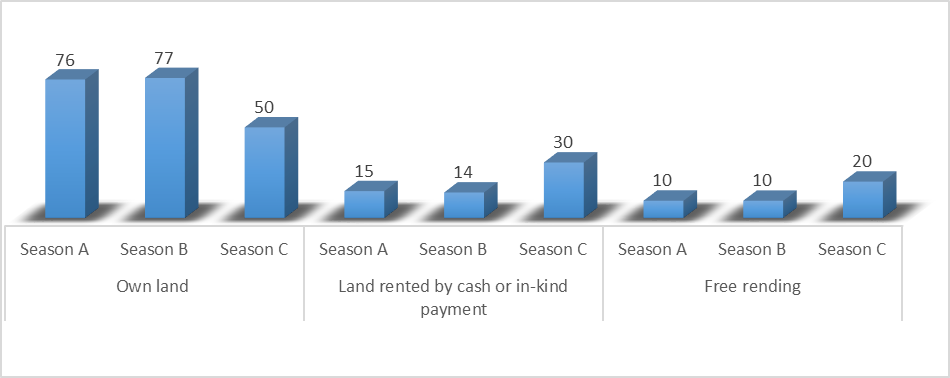 76
77
50
15
14
30
10
10
20
Season A
Season B
Season C
Season A
Season B
Season C
Season A
Season B
Season C
Own land
Land rented by cash or in-kind
payment
Free rending